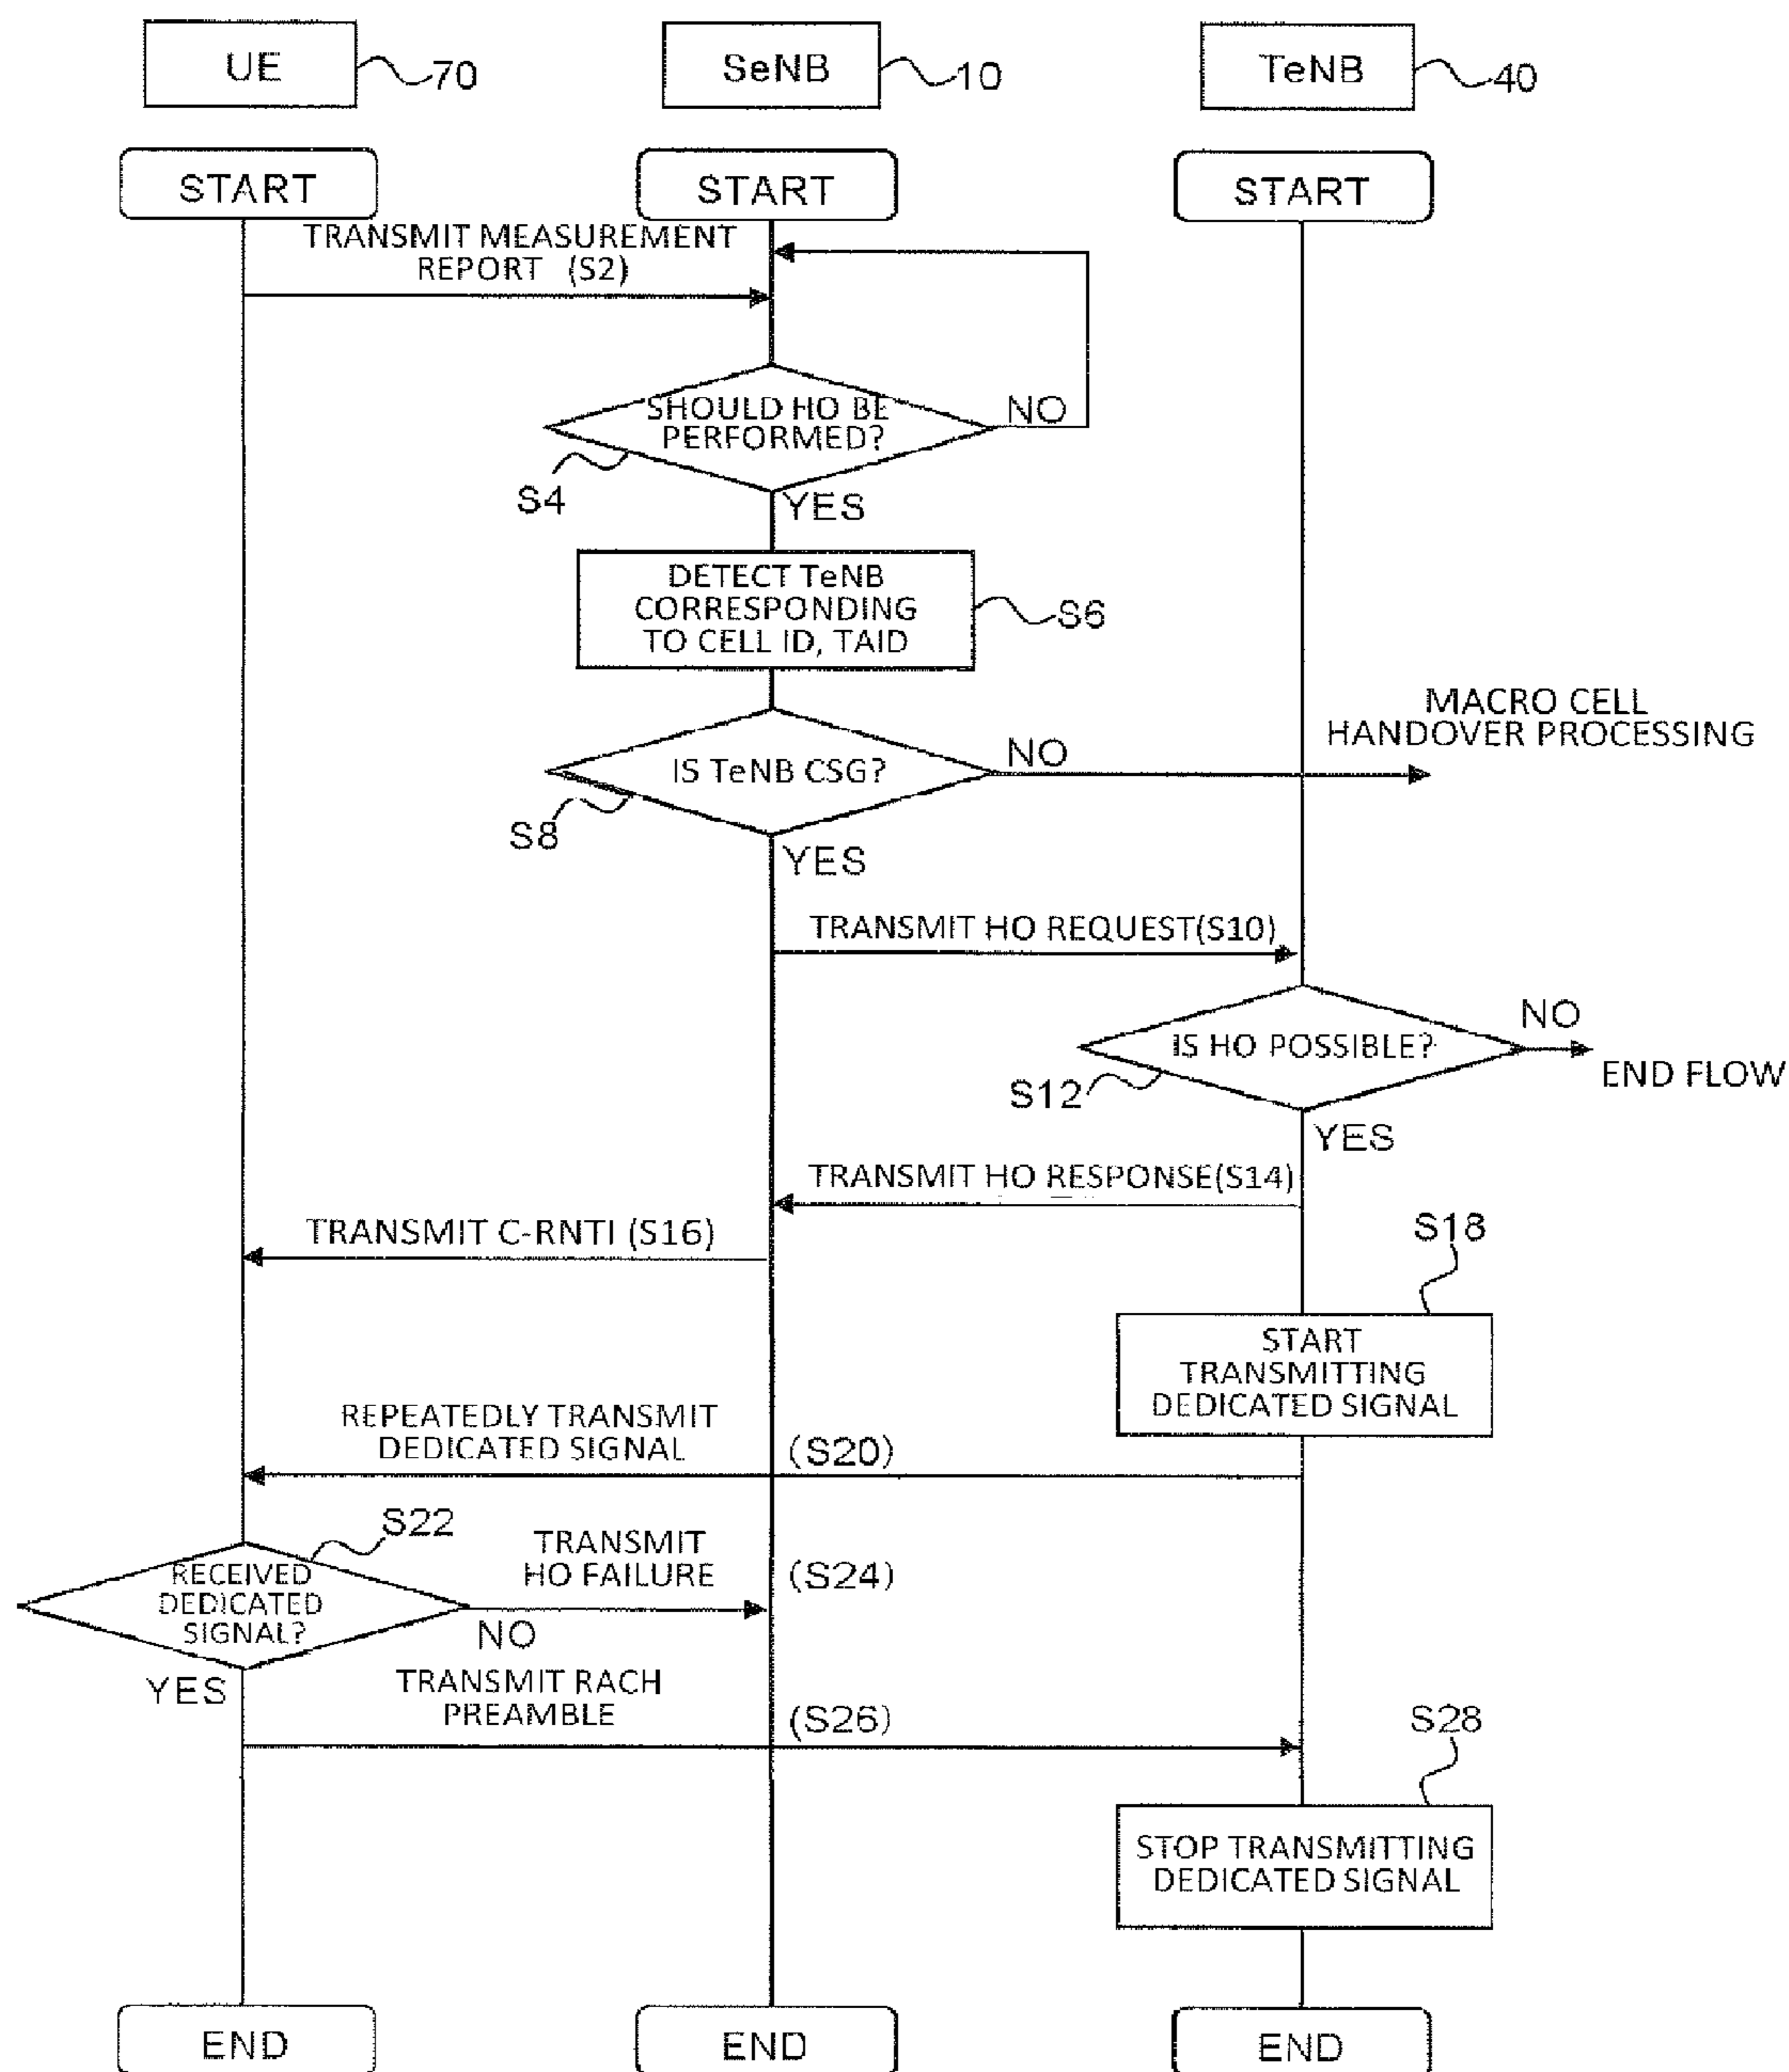 UE
70
SeNB
10
TeNB
40
START
START
START
TRANSMIT MEASUREMENT
REPORT (S2)
SHOULD HO BE
PERFORMED?
NO
S4
YES
DETECT TeNB
CORRESPONDING
TO CELL ID, TAID
S6
MACRO CELL
HANDOVER PROCESSING
IS TeNB CSG?
NO
S8
YES
TRANSMIT HO REQUEST(S10)
IS HO POSSIBLE?
NO
END FLOW
S12
YES
TRANSMIT HO RESPONSE(S14)
TRANSMIT C-RNTI (S16)
S18
START
TRANSMITTING
DEDICATED SIGNAL
REPEATEDLY TRANSMIT
DEDICATED SIGNAL
(S20)
S22
RECEIVED
DEDICATED
SIGNAL?
TRANSMIT
HO FAILURE
(S24)
NO
YES
TRANSMIT RACH
PREAMBLE
(S26)
S28
STOP TRANSMITTING
DEDICATED SIGNAL
END
END
END